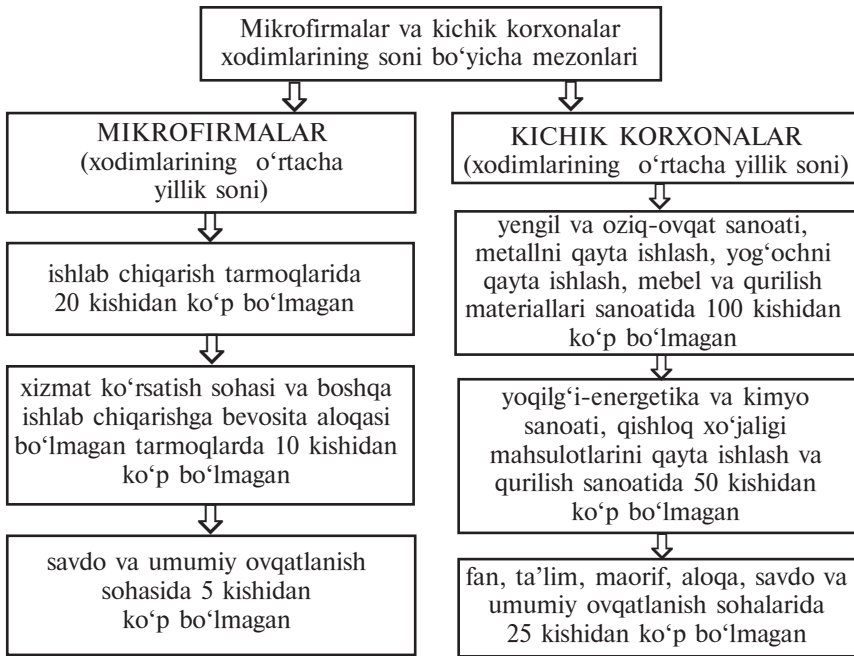 Mikrofirmalar va kichik korxonalar
xodimlarining soni bo‘yicha mezonlari
MIKROFIRMALAR
(xodimlarining o‘rtacha
yillik soni)
ishlab chiqarish tarmoqlarida
20 kishidan ko‘p bo‘lmagan
xizmat ko‘rsatish sohasi va boshqa
ishlab chiqarishga bevosita aloqasi
bo‘lmagan tarmoqlarda 10 kishidan
ko‘p bo‘lmagan
savdo va umumiy ovqatlanish
sohasida 5 kishidan
ko‘p bo‘lmagan
KICHIK KORXONALAR
(xodimlarining o‘rtacha yillik soni)
yengil va oziq-ovqat sanoati,
metallni qayta ishlash, yog‘ochni
qayta ishlash, mebel va qurilish
materiallari sanoatida 100 kishidan
ko‘p bo‘lmagan
yoqilg‘i-energetika va kimyo
sanoati, qishloq xo‘jaligi
mahsulotlarini qayta ishlash va
qurilish sanoatida 50 kishidan
ko‘p bo‘lmagan
fan, ta’lim, maorif, aloqa, savdo va
umumiy ovqatlanish sohalarida
25 kishidan ko‘p bo‘lmagan